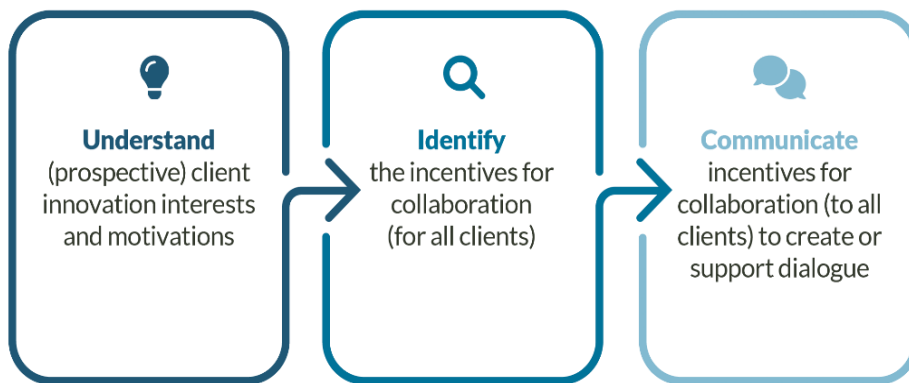 Understand
(prospective) client
innovation interests
and motivations
Identify
the incentives for
collaboration
(for all clients)
Communicate
incentives for
collaboration (to all
clients) to create or
support dialogue